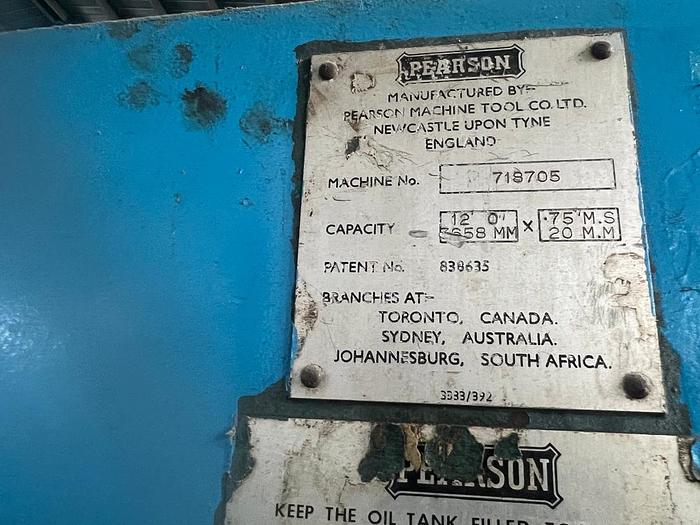 PEARSON
MANUFACTURED BY:-
PEARSON MACHINE TOOL CO. LTD.
NEWCASTLE UPON TYNE
ENGLAND
MACHINE No. 718705
CAPACITY 12' 0" x .75" M.S
3658 MM 20 M.M
PATENT No. 838635
BRANCHES AT:-
TORONTO, CANADA.
SYDNEY, AUSTRALIA.
JOHANNESBURG, SOUTH AFRICA.
3333/392
PEARSON
KEEP THE OIL TANK FILLED TO